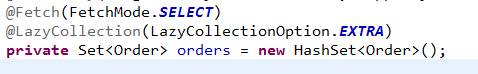 @Fetch(FetchMode.SELECT)
@LazyCollection(LazyCollectionOption.EXTRA)
private Set<Order> orders = new HashSet<Order>();